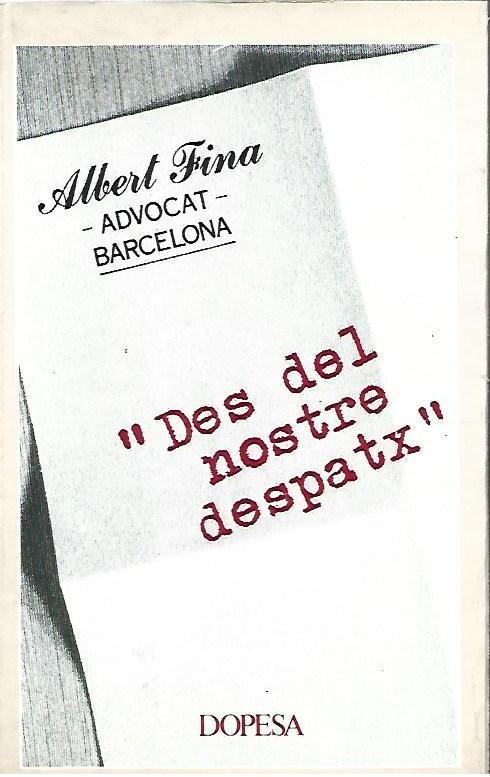 Albert Fina
- ADVOCAT -
BARCELONA
"Des del
nostre
despatx"
DOPESA